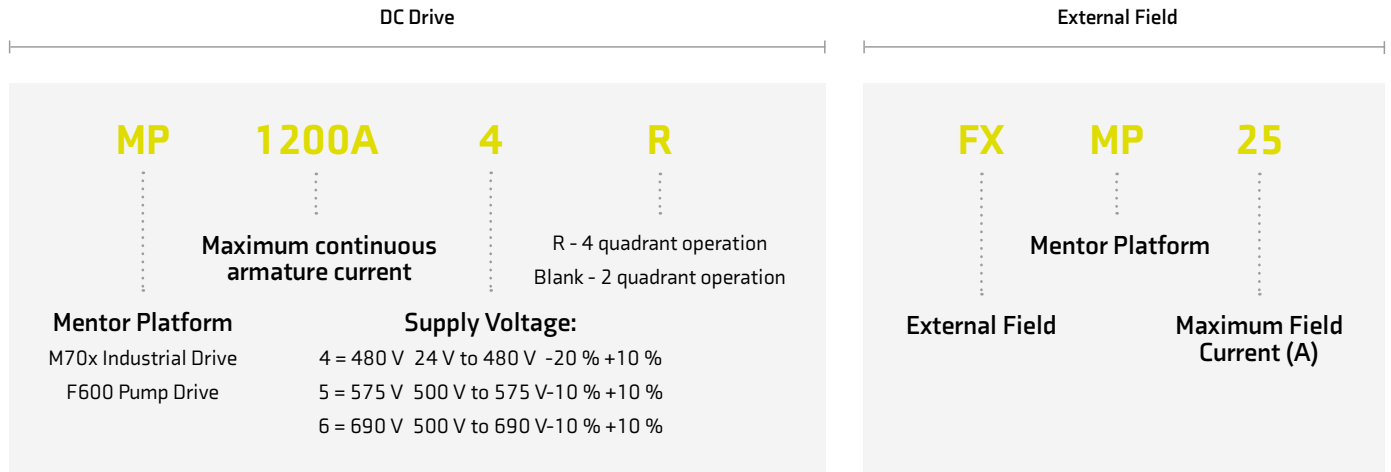 DC Drive
External Field
MP 1200A 4 R
Maximum continuous
armature current
R - 4 quadrant operation
Blank - 2 quadrant operation
Mentor Platform
M70x Industrial Drive
F600 Pump Drive
Supply Voltage:
4 = 480 V 24 V to 480 V -20 % +10 %
5 = 575 V 500 V to 575 V-10 % +10 %
6 = 690 V 500 V to 690 V-10 % +10 %
FX MP 25
Mentor Platform
External Field
Maximum Field
Current (A)